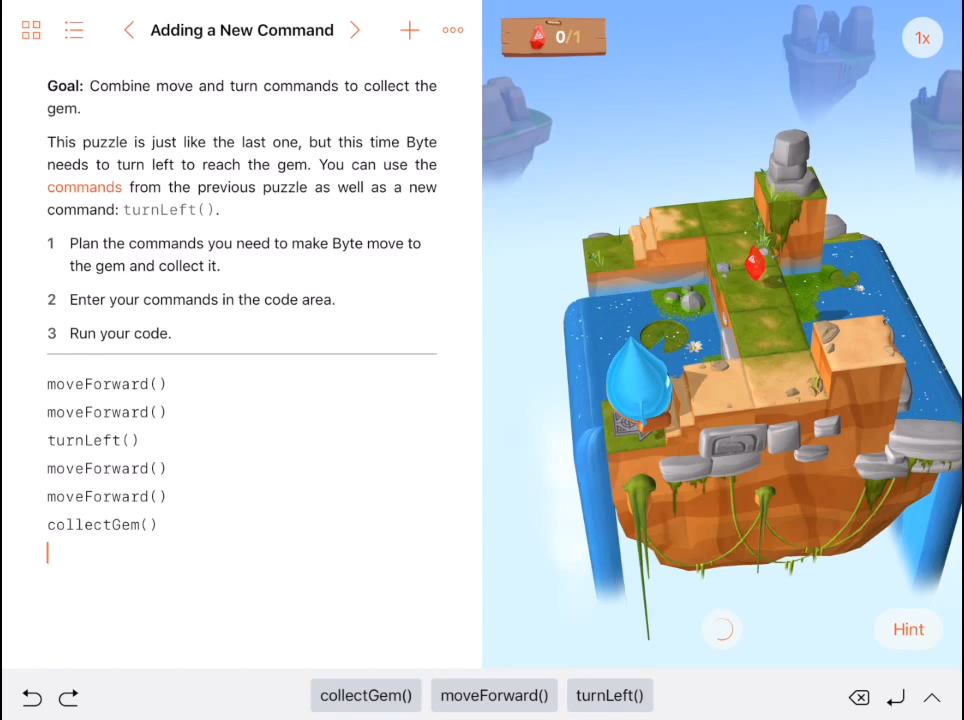 Adding a New Command
0/1
1x
Goal: Combine move and turn commands to collect the
gem.
This puzzle is just like the last one, but this time Byte
needs to turn left to reach the gem. You can use the
commands from the previous puzzle as well as a new
command: turnLeft().
1 Plan the commands you need to make Byte move to
the gem and collect it.
2 Enter your commands in the code area.
3 Run your code.
moveForward()
moveForward()
turnLeft()
moveForward()
moveForward()
collectGem()
Hint
collectGem() moveForward() turnLeft()